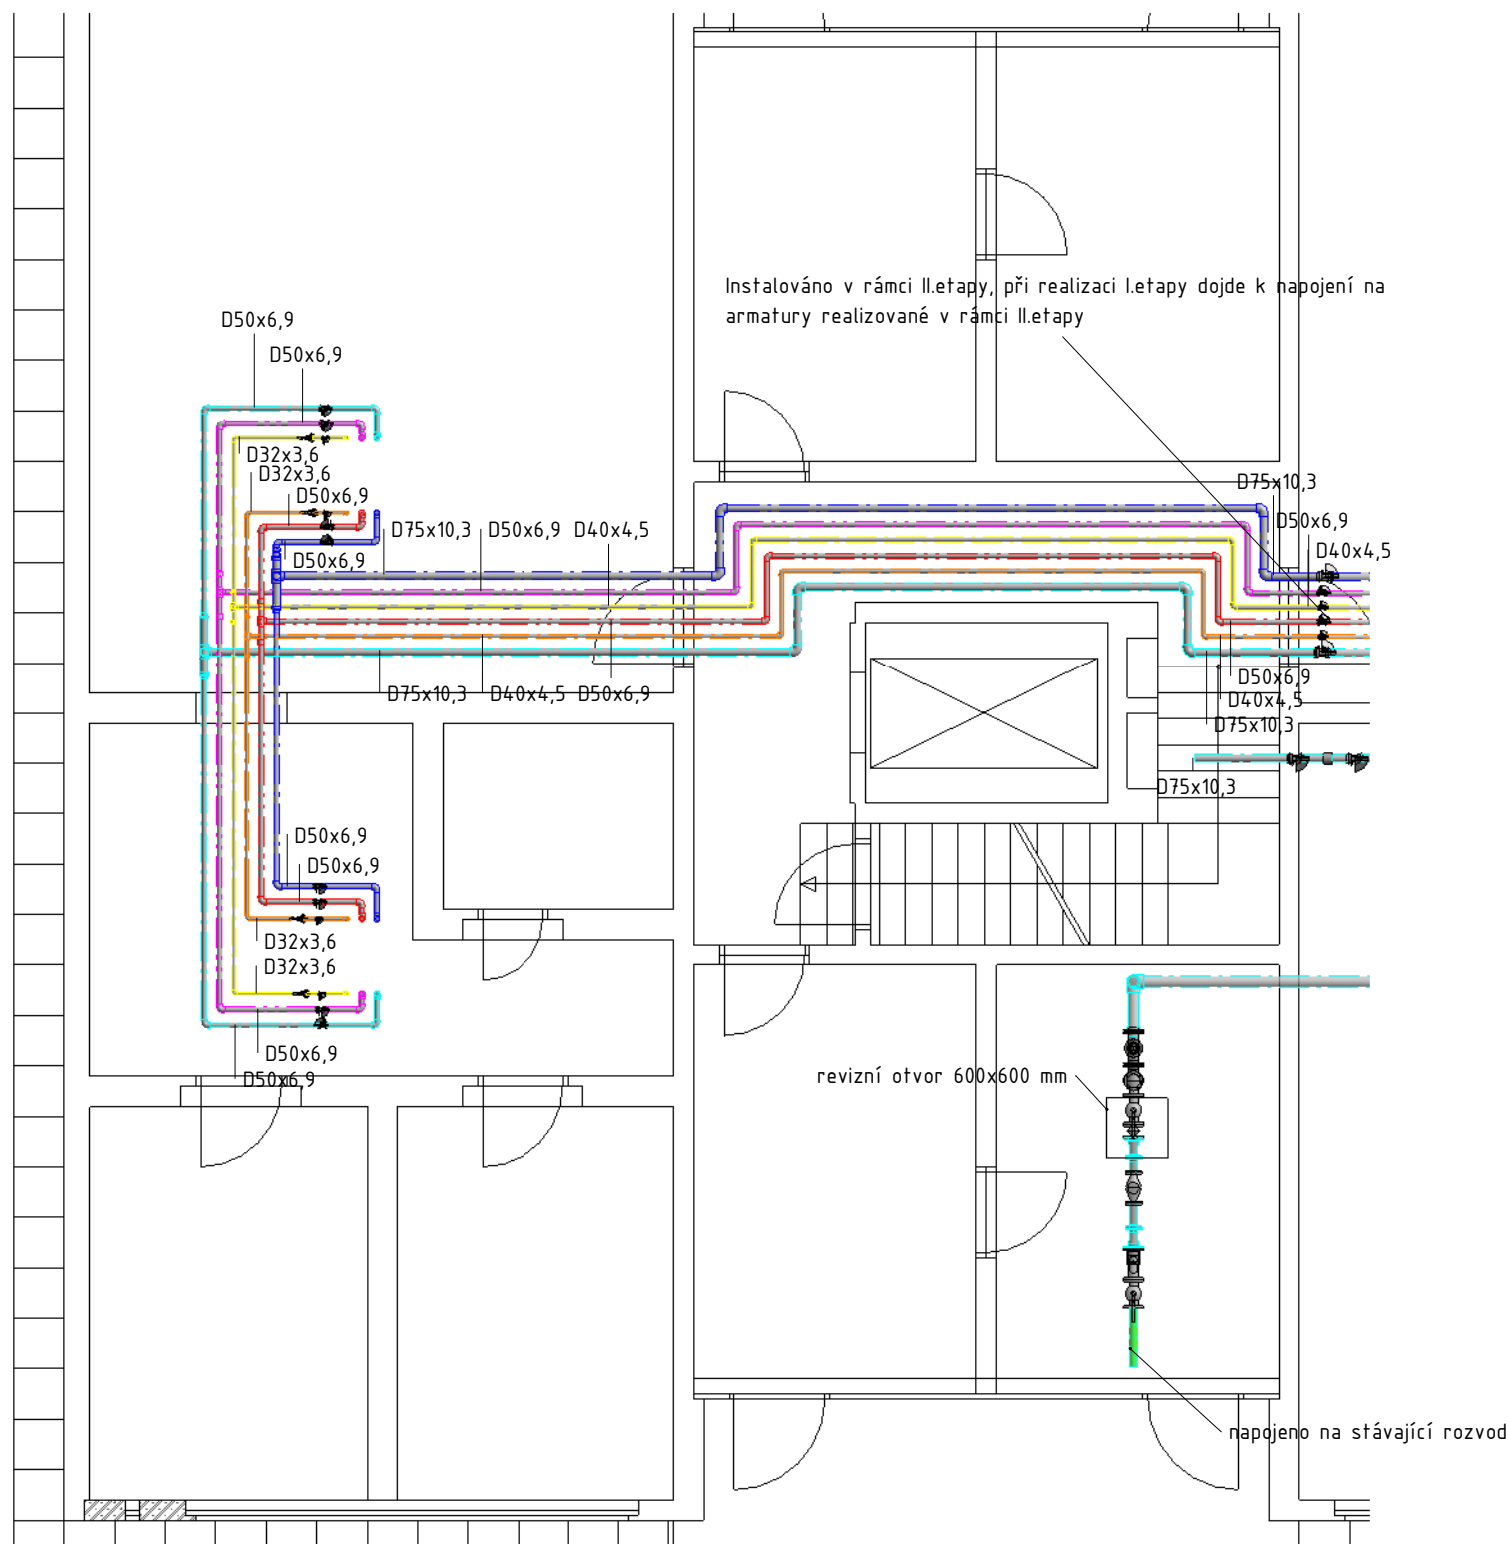 Instalováno v rámci II.etapy, při realizaci I.etapy dojde k napojení na
armatury realizované v rámci II.etapy
D50x6,9
D50x6,9
D32x3,6
D32x3,6
D50x6,9
D50x6,9
D75x10,3
D50x6,9
D40x4,5
D75x10,3
D50x6,9
D40x4,5
D75x10,3
D40x4,5
D50x6,9
D50x6,9
D40x4,5
D75x10,3
D75x10,3
D50x6,9
D50x6,9
D32x3,6
D32x3,6
D50x6,9
D50x6,9
revizní otvor 600x600 mm
napojeno na stávající rozvod